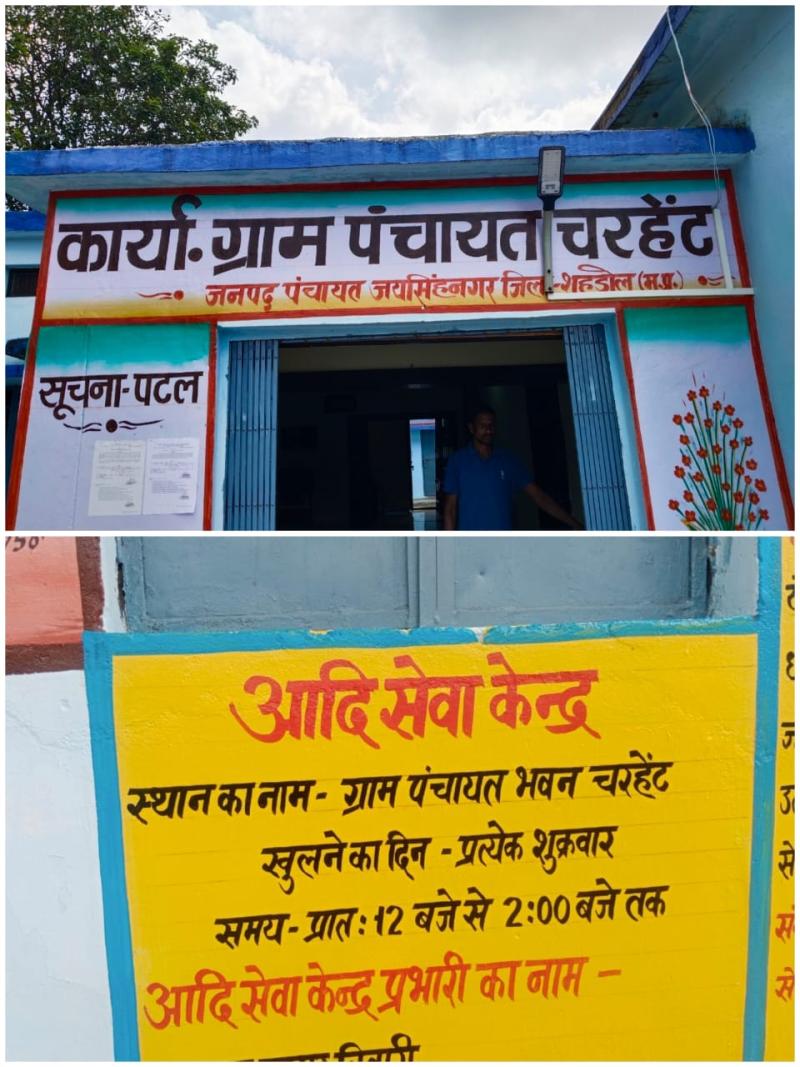 कार्या. ग्राम पंचायत चरहेंट
जनपद पंचायत जयसिंहनगर जिला-शहडोल (म.प्र.)
सूचना-पटल
आदि सेवा केन्द्र
स्थान का नाम - ग्राम पंचायत भवन चरहेंट
खुलने का दिन - प्रत्येक शुक्रवार
समय - प्रात: 12 बजे से 2:00 बजे तक
आदि सेवा केन्द्र प्रभारी का नाम -